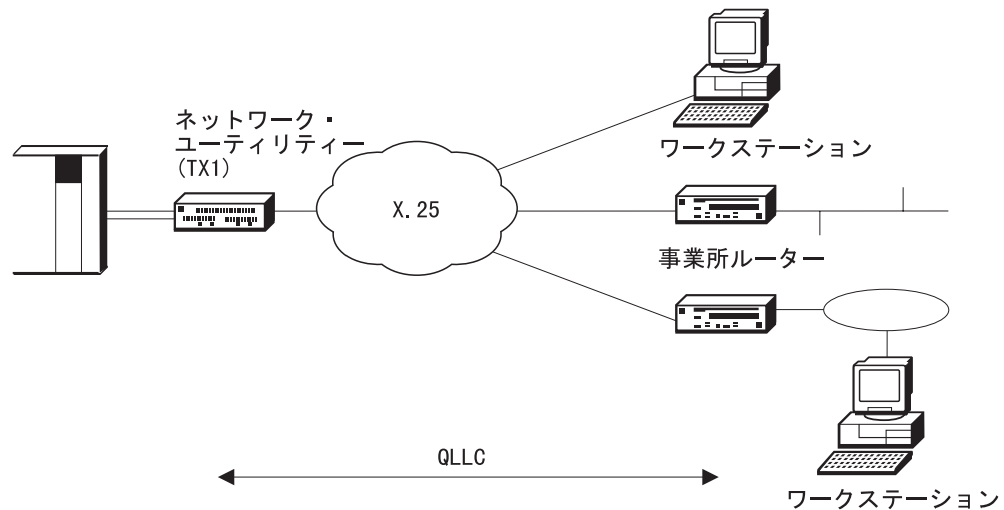 ネットワーク・
ユーティリティー
(TX1)
X.25
ワークステーション
事業所ルーター
QLLC
ワークステーション